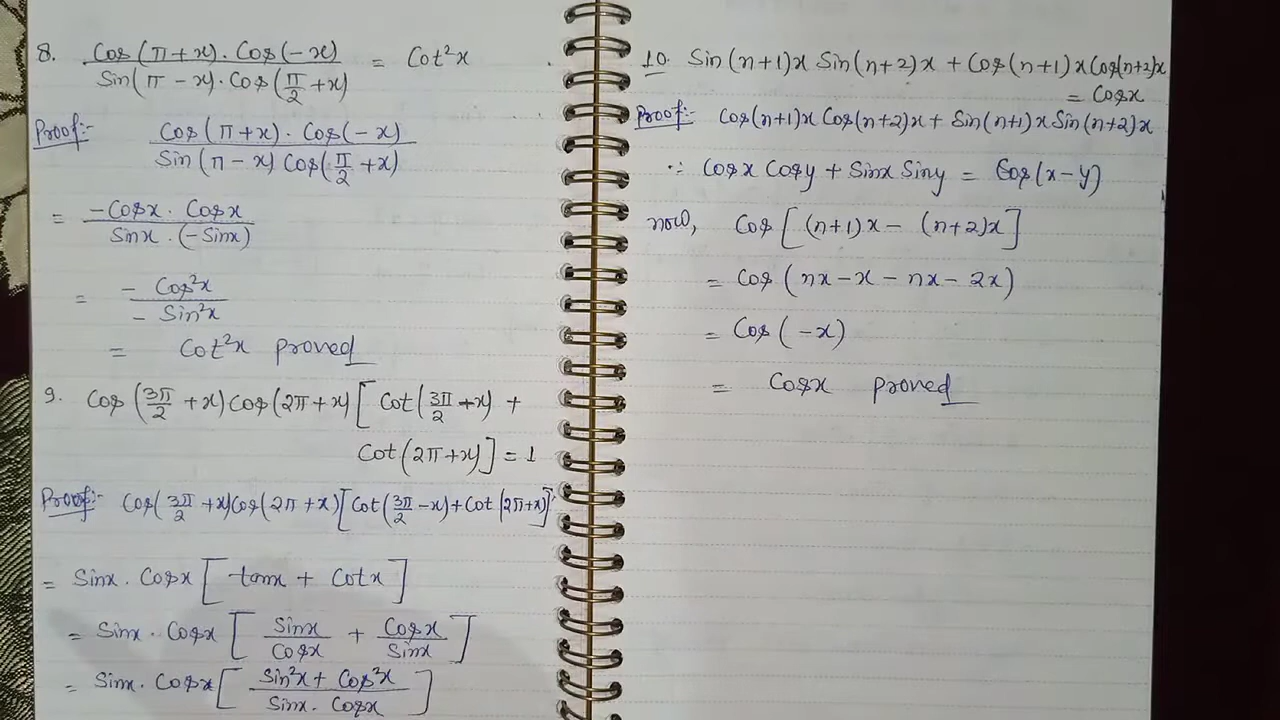 8. Cos(π+x).Cos(-x) / Sin(π-x).Cos(π/2+x) = Cot²x
Proof:- Cos(π+x).Cos(-x) / Sin(π-x)Cos(π/2+x)
= -Cosx.Cosx / Sinx.(-Sinx)
= -Cos²x / -Sin²x
= Cot²x proved
9. Cos(3π/2+x)Cos(2π+x)[Cot(3π/2-x)+
Cot(2π+x)]=1
Proof:- Cos(3π/2+x)Cos(2π+x)[Cot(3π/2-x)+Cot(2π+x)]
= Sinx.Cosx[tanx+Cotx]
= Sinx.Cosx[Sinx/Cosx + Cosx/Sinx]
= Sinx.Cosx[Sin²x+Cos²x / Sinx.Cosx]
10. Sin(n+1)x Sin(n+2)x + Cos(n+1)x Cos(n+2)x
= Cosx
Proof:- Cos(n+1)x Cos(n+2)x + Sin(n+1)x Sin(n+2)x
∵ Cosx Cosy + Sinx Siny = Cos(x-y)
now, Cos[(n+1)x-(n+2)x]
= Cos(nx-x-nx-2x)
= Cos(-x)
= Cosx proved